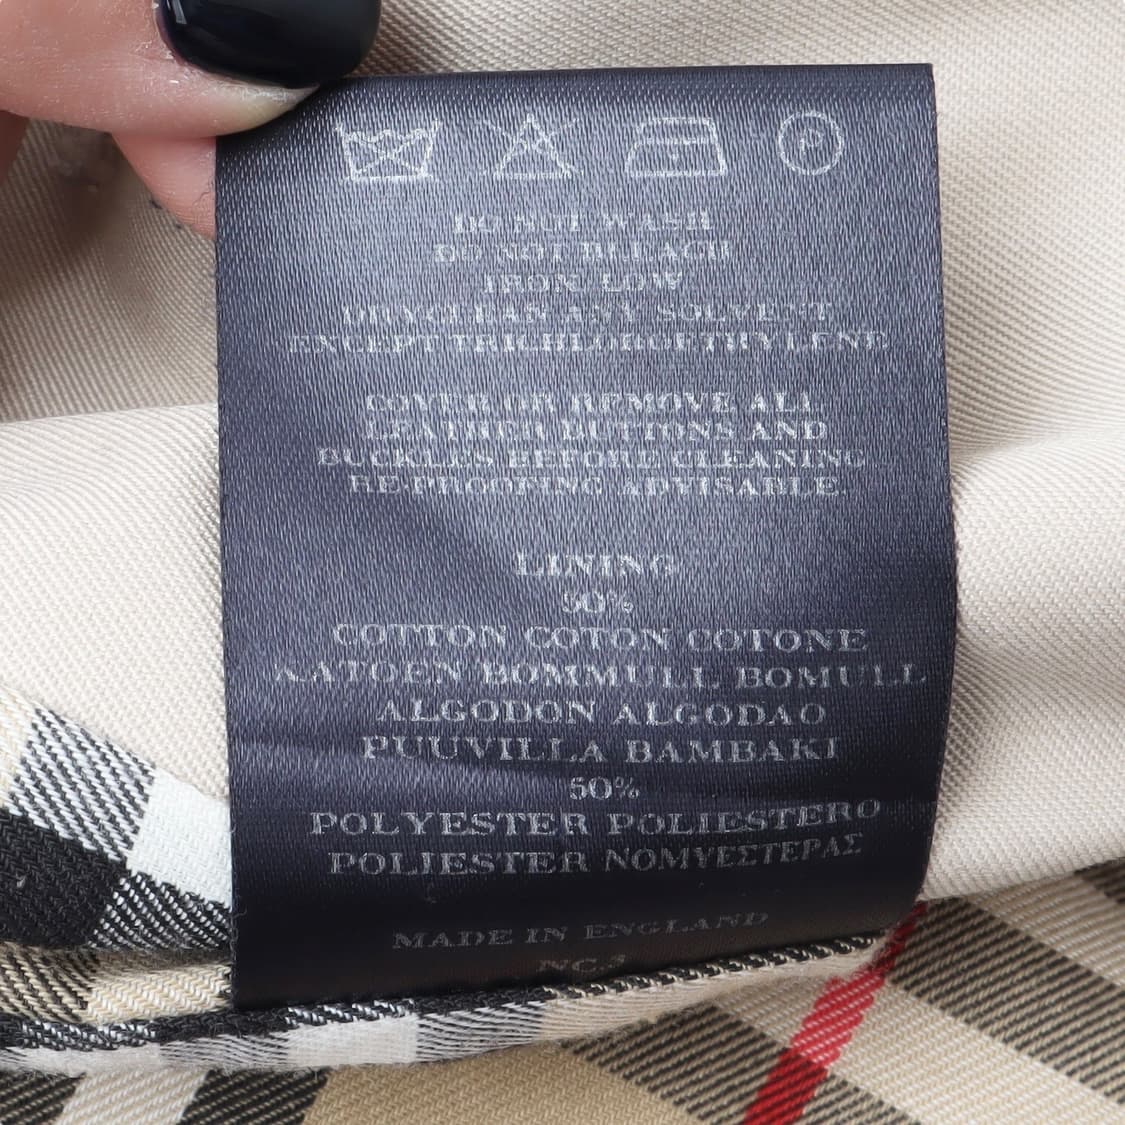 P
DO NOT WASH
DO NOT BLEACH
IRON LOW
DRYCLEAN ANY SOLVENT
EXCEPT TRICHLOROETHYLENE
COVER OR REMOVE ALL
LEATHER BUTTONS AND
BUCKLES BEFORE CLEANING
RE-PROOFING ADVISABLE.
LINING
50%
COTTON COTON COTONE
KATOEN BOMMULL BOMULL
ALGODON ALGODAO
PUUVILLA BAMBAKI
50%
POLYESTER POLIESTERO
POLIESTER ΝΟΜΥΕΣΤΕΡΑΣ
MADE IN ENGLAND
NC.5